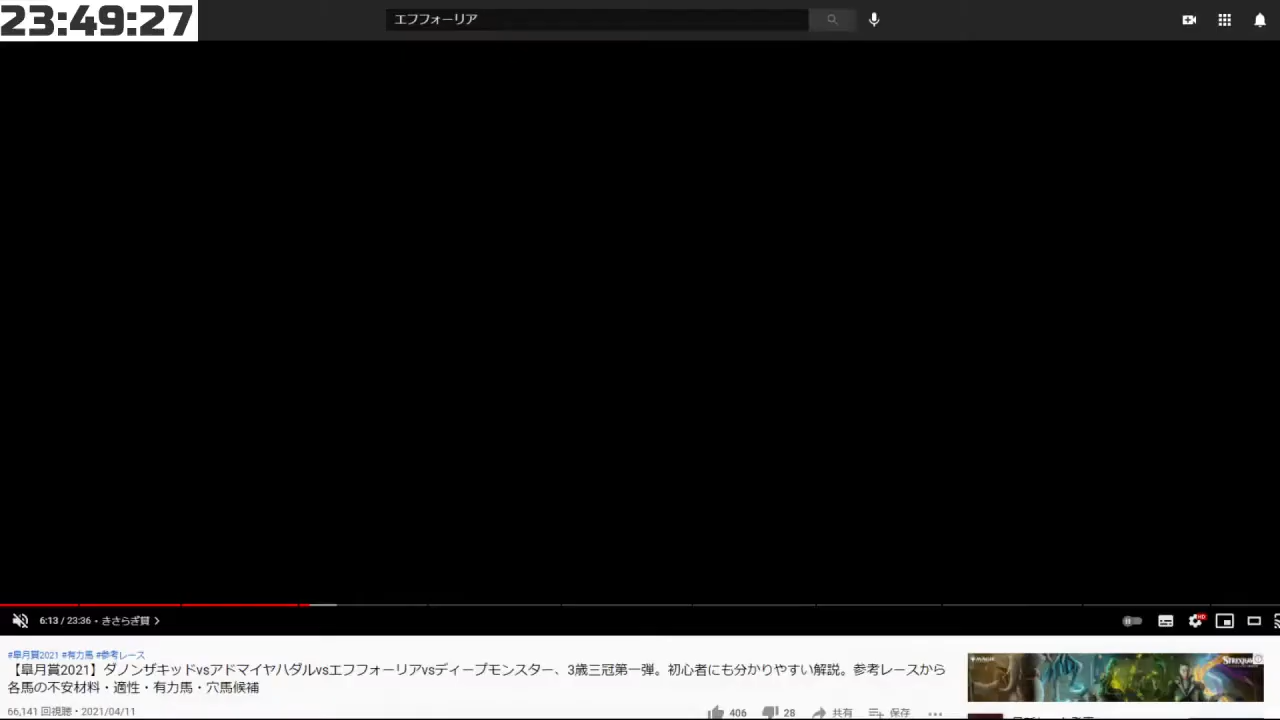 23:49:27
エフフォーリア
6:13 / 23:36・きさらぎ賞
#皐月賞2021 #有力馬 #参考レース
【皐月賞2021】ダノンザキッドvsアドマイヤハダルvsエフフォーリアvsディープモンスター、3歳三冠第一弾。初心者にも分かりやすい解説。参考レースから
各馬の不安材料・適性・有力馬・穴馬候補
66,141 回視聴・2021/04/11
406
28
共有
保存